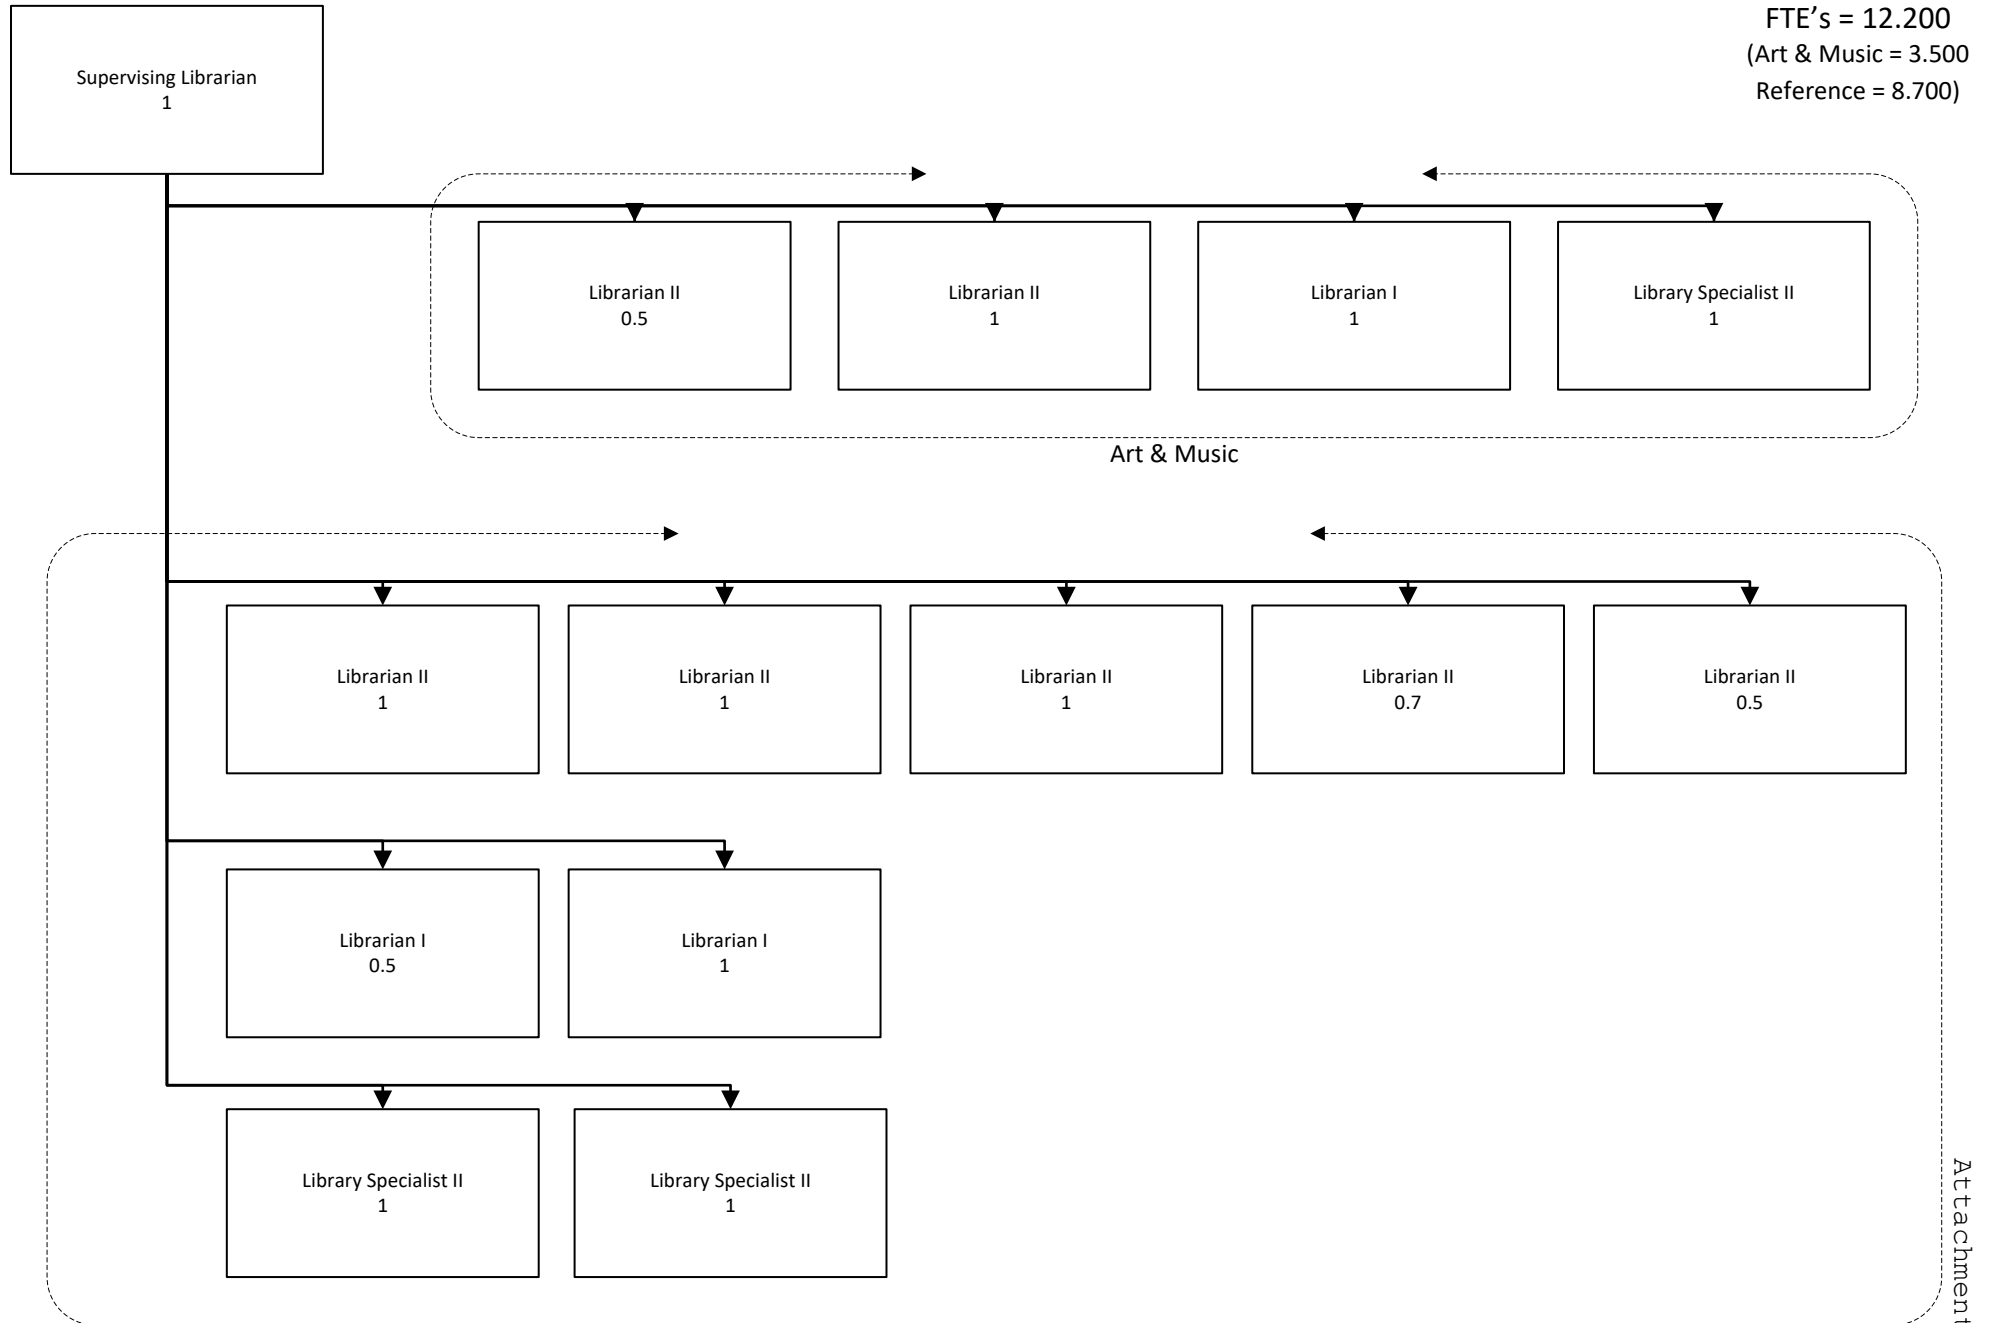 Supervising Librarian
1
FTE’s = 12.200
(Art & Music = 3.500
Reference = 8.700)
Librarian II
0.5
Librarian II
1
Librarian I
1
Library Specialist II
1
Art & Music
Librarian II
1
Librarian II
1
Librarian II
1
Librarian II
0.7
Librarian II
0.5
Librarian I
0.5
Librarian I
1
Library Specialist II
1
Library Specialist II
1
Attachment